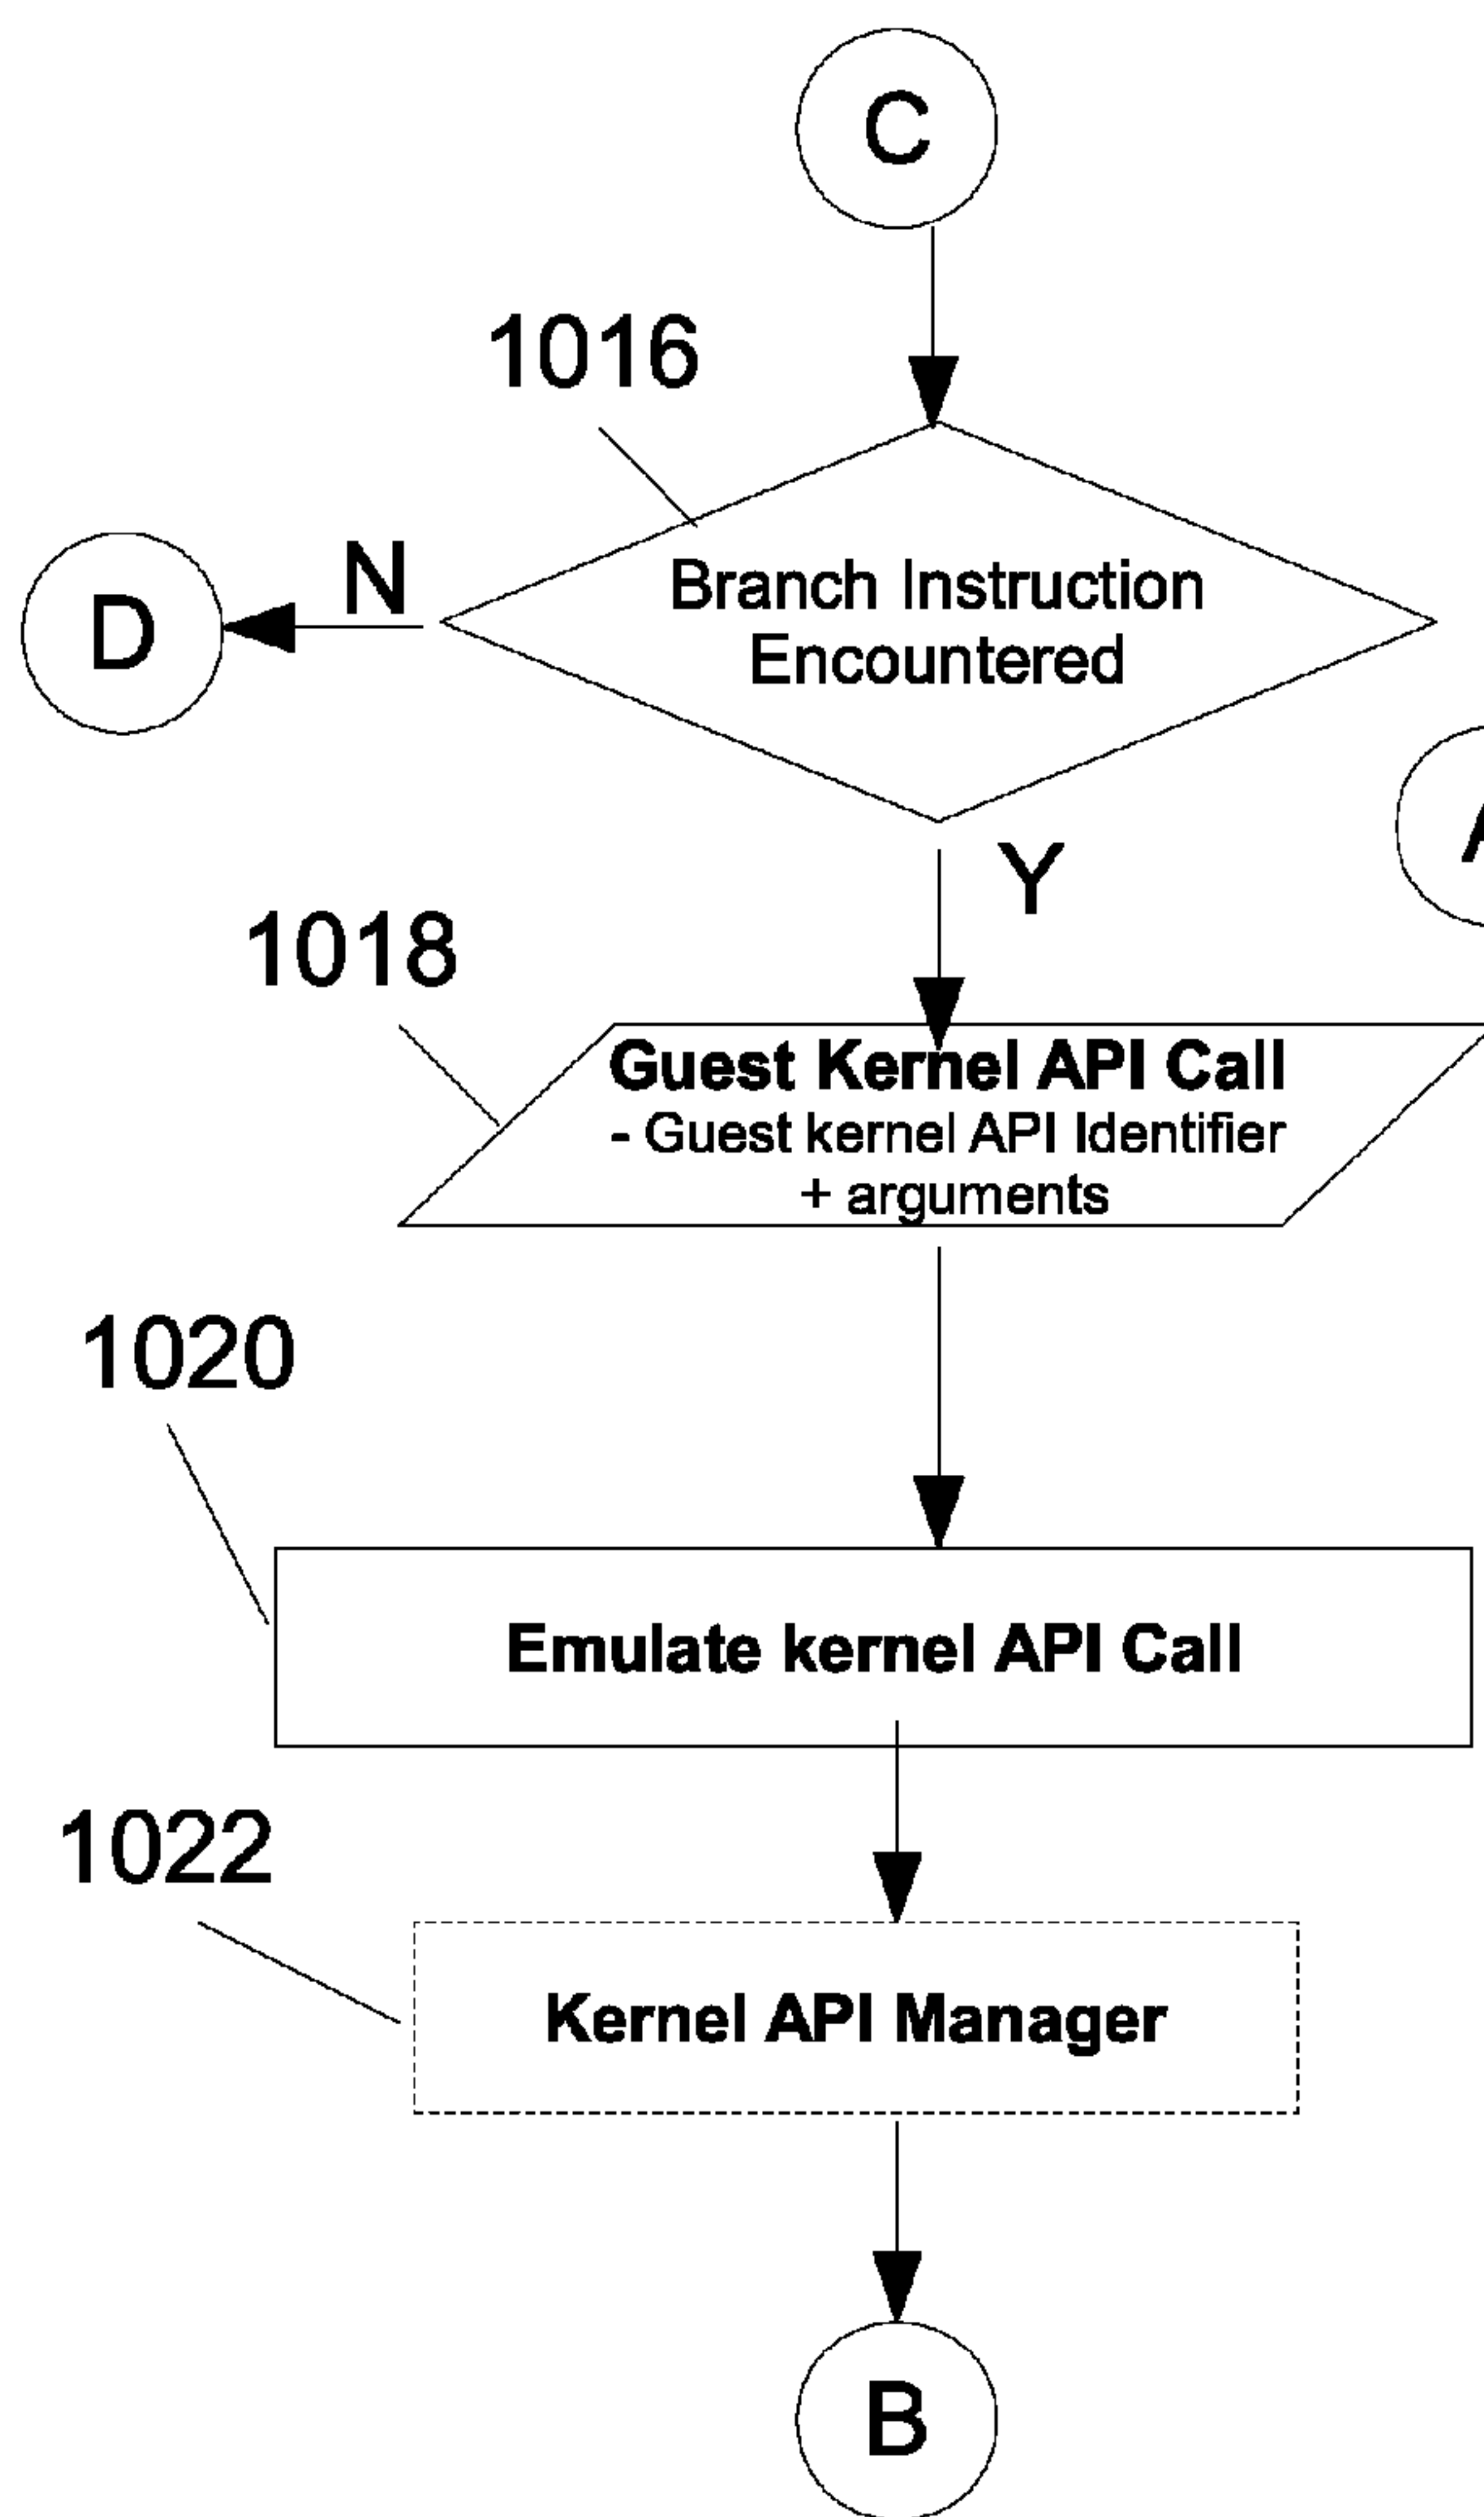 C
1016
Branch Instruction
Encountered
N
D
Y
1018
Guest Kernel API Call
- Guest kernel API Identifier
+ arguments
1020
Emulate kernel API Call
1022
Kernel API Manager
B